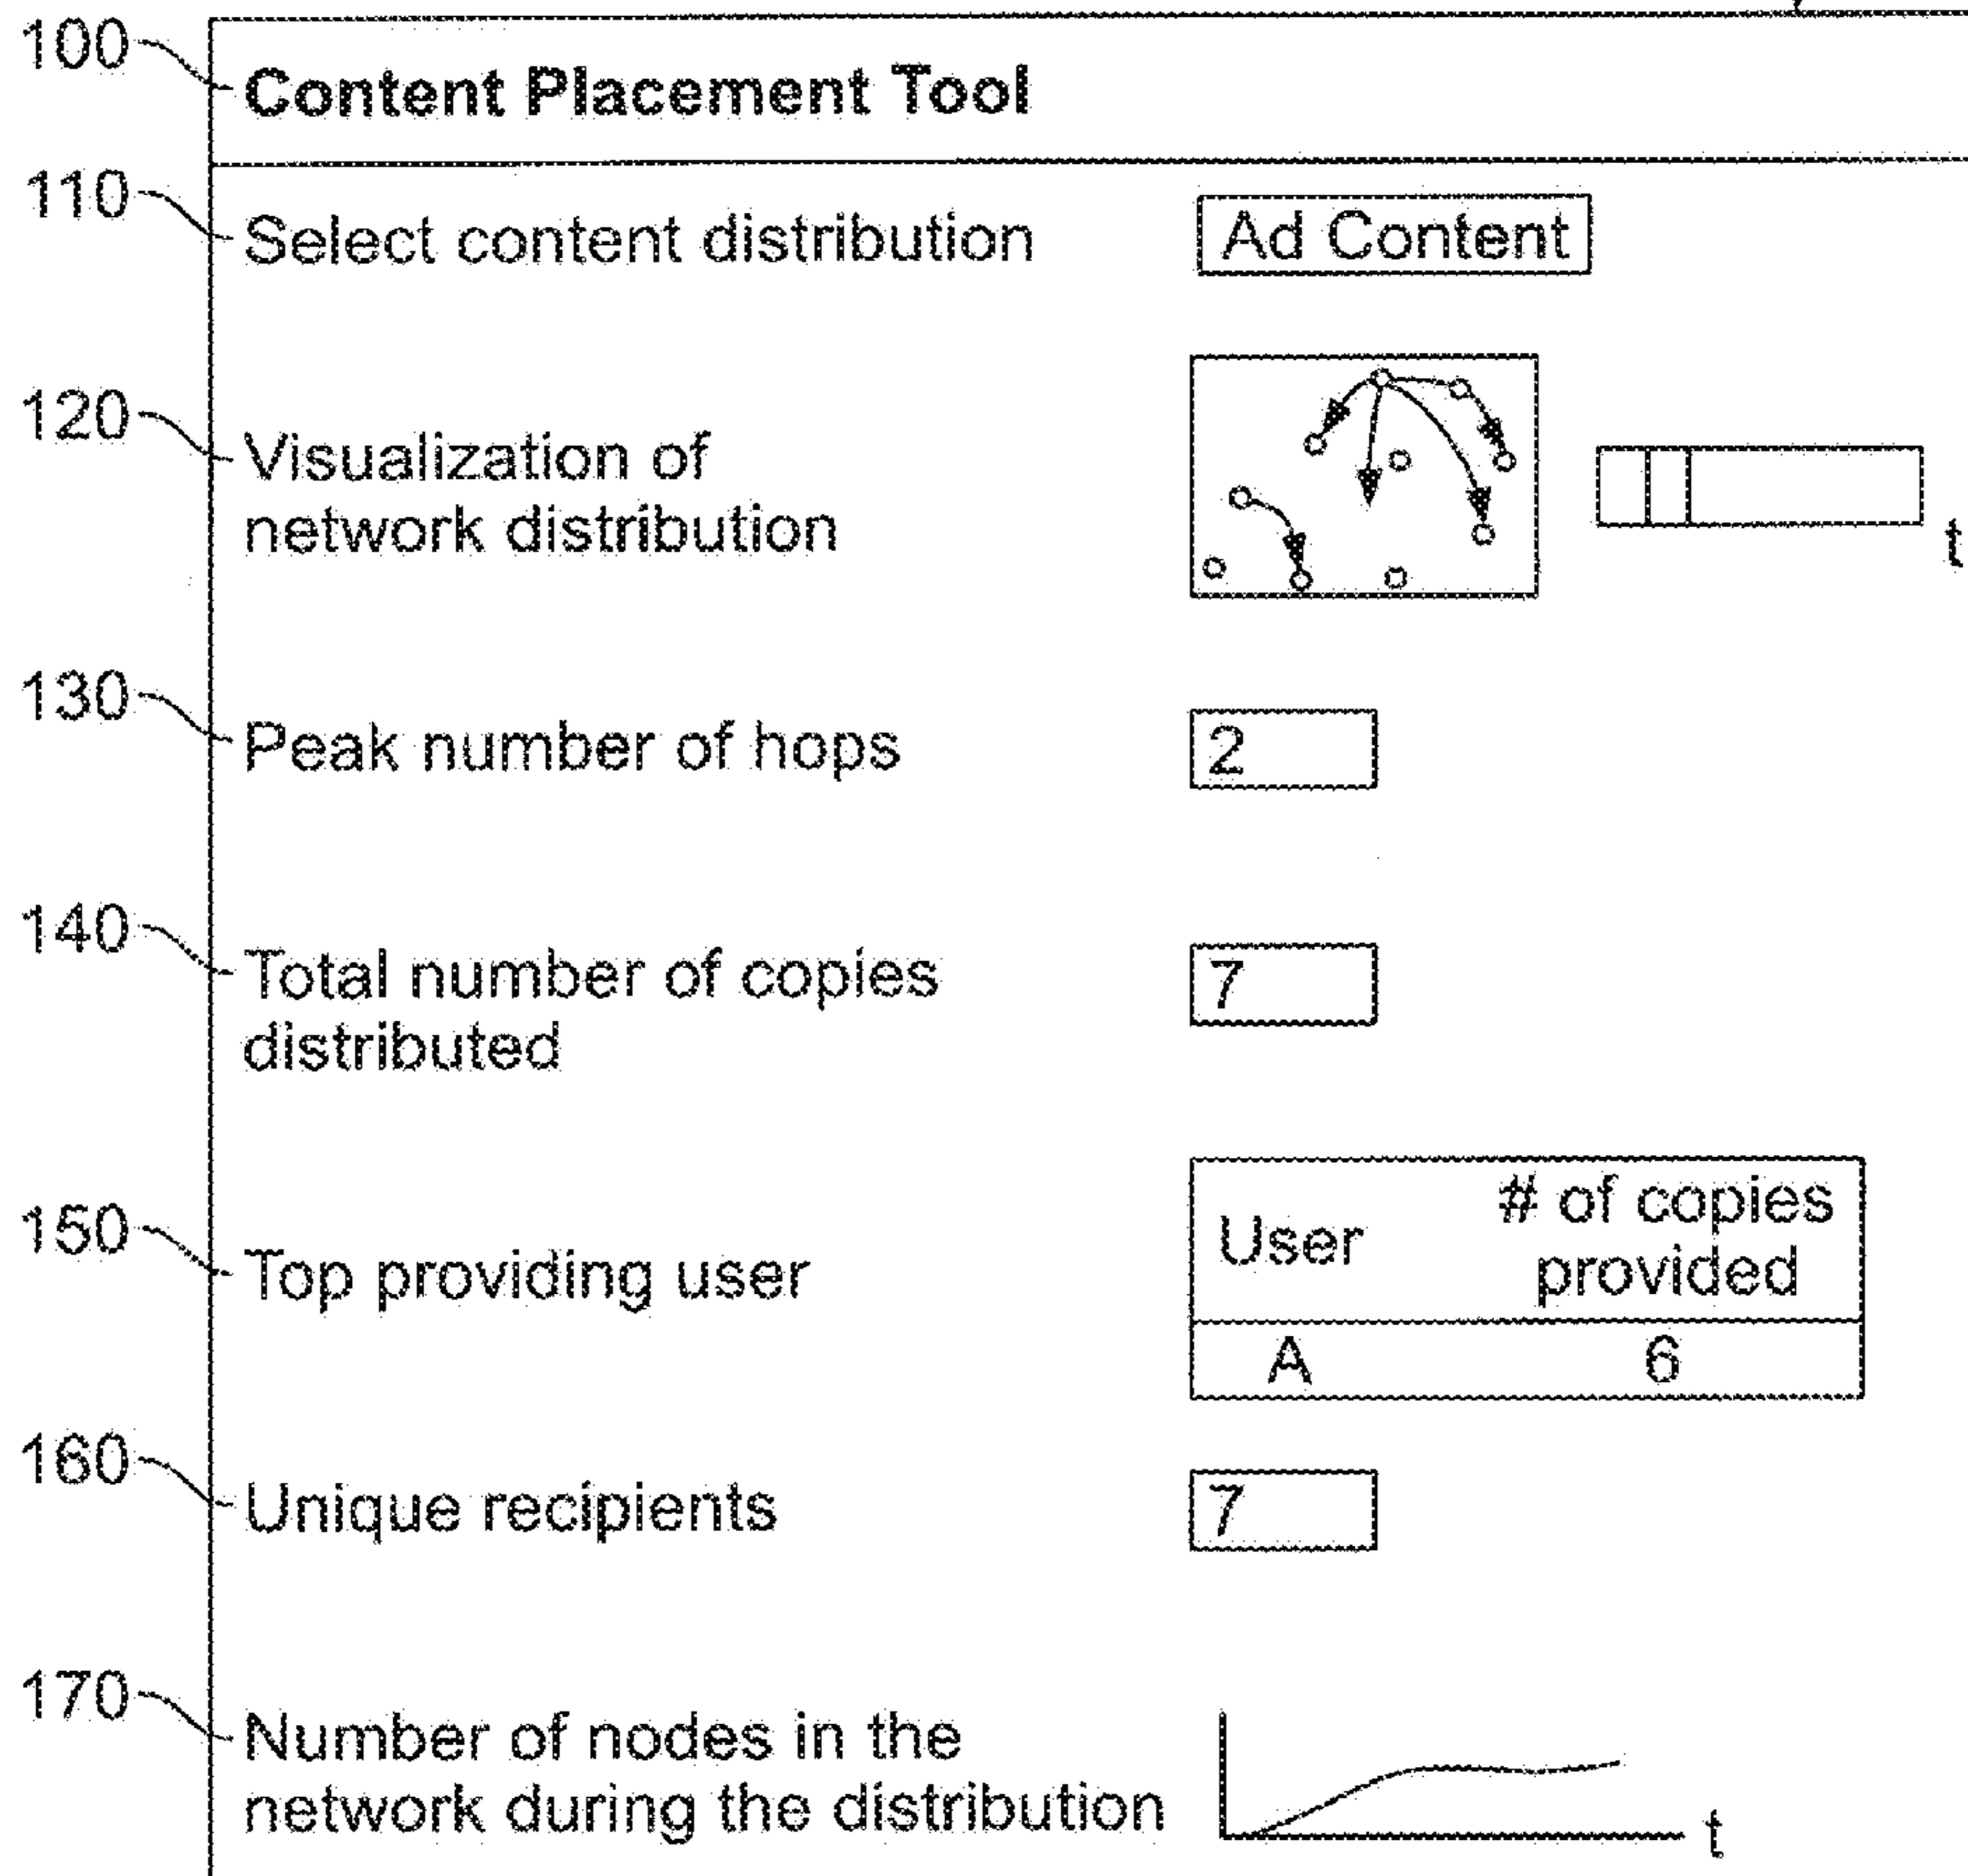 100
Content Placement Tool
110
Select content distribution
Ad Content
120
Visualization of
network distribution
t
130
Peak number of hops
2
140
Total number of copies
distributed
7
150
Top providing user
User
# of copies
provided
A
6
160
Unique recipients
7
170
Number of nodes in the
network during the distribution
t